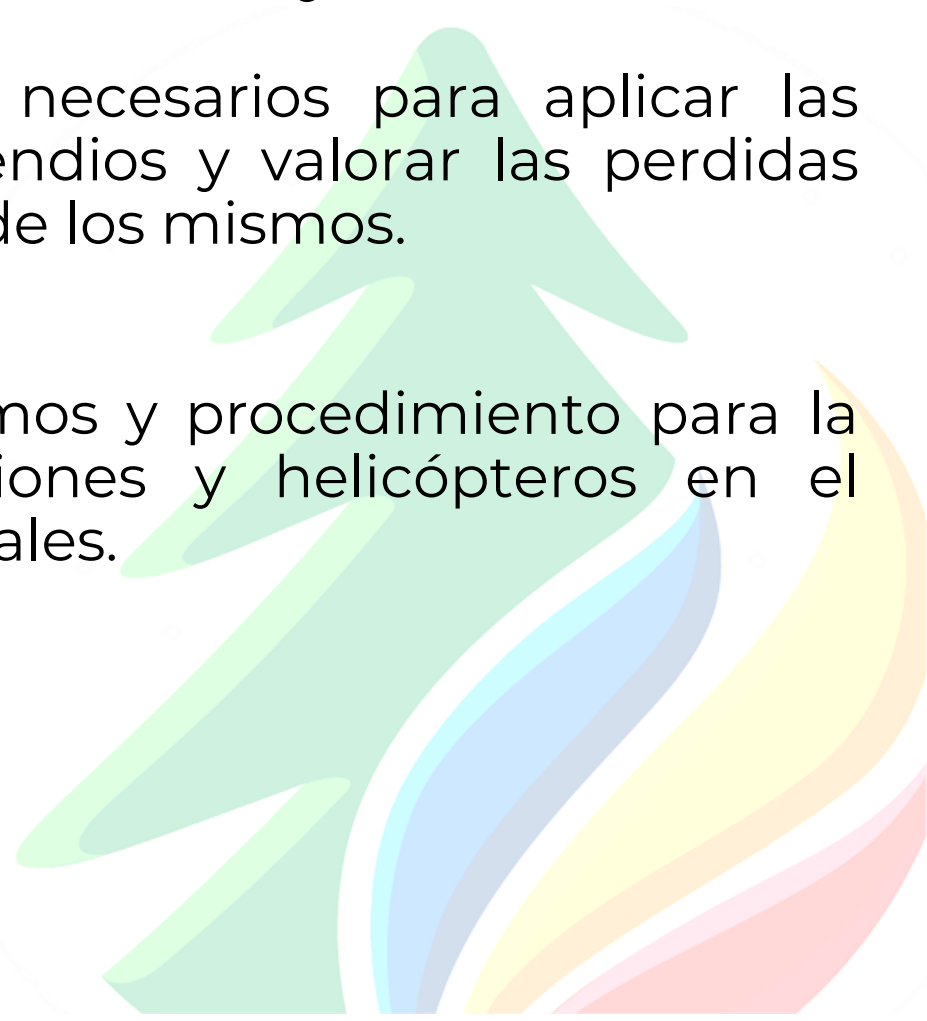 necesarios para aplicar las
endios y valorar las perdidas
de los mismos.
mos y procedimiento para la
iones y helicópteros en el
ales.